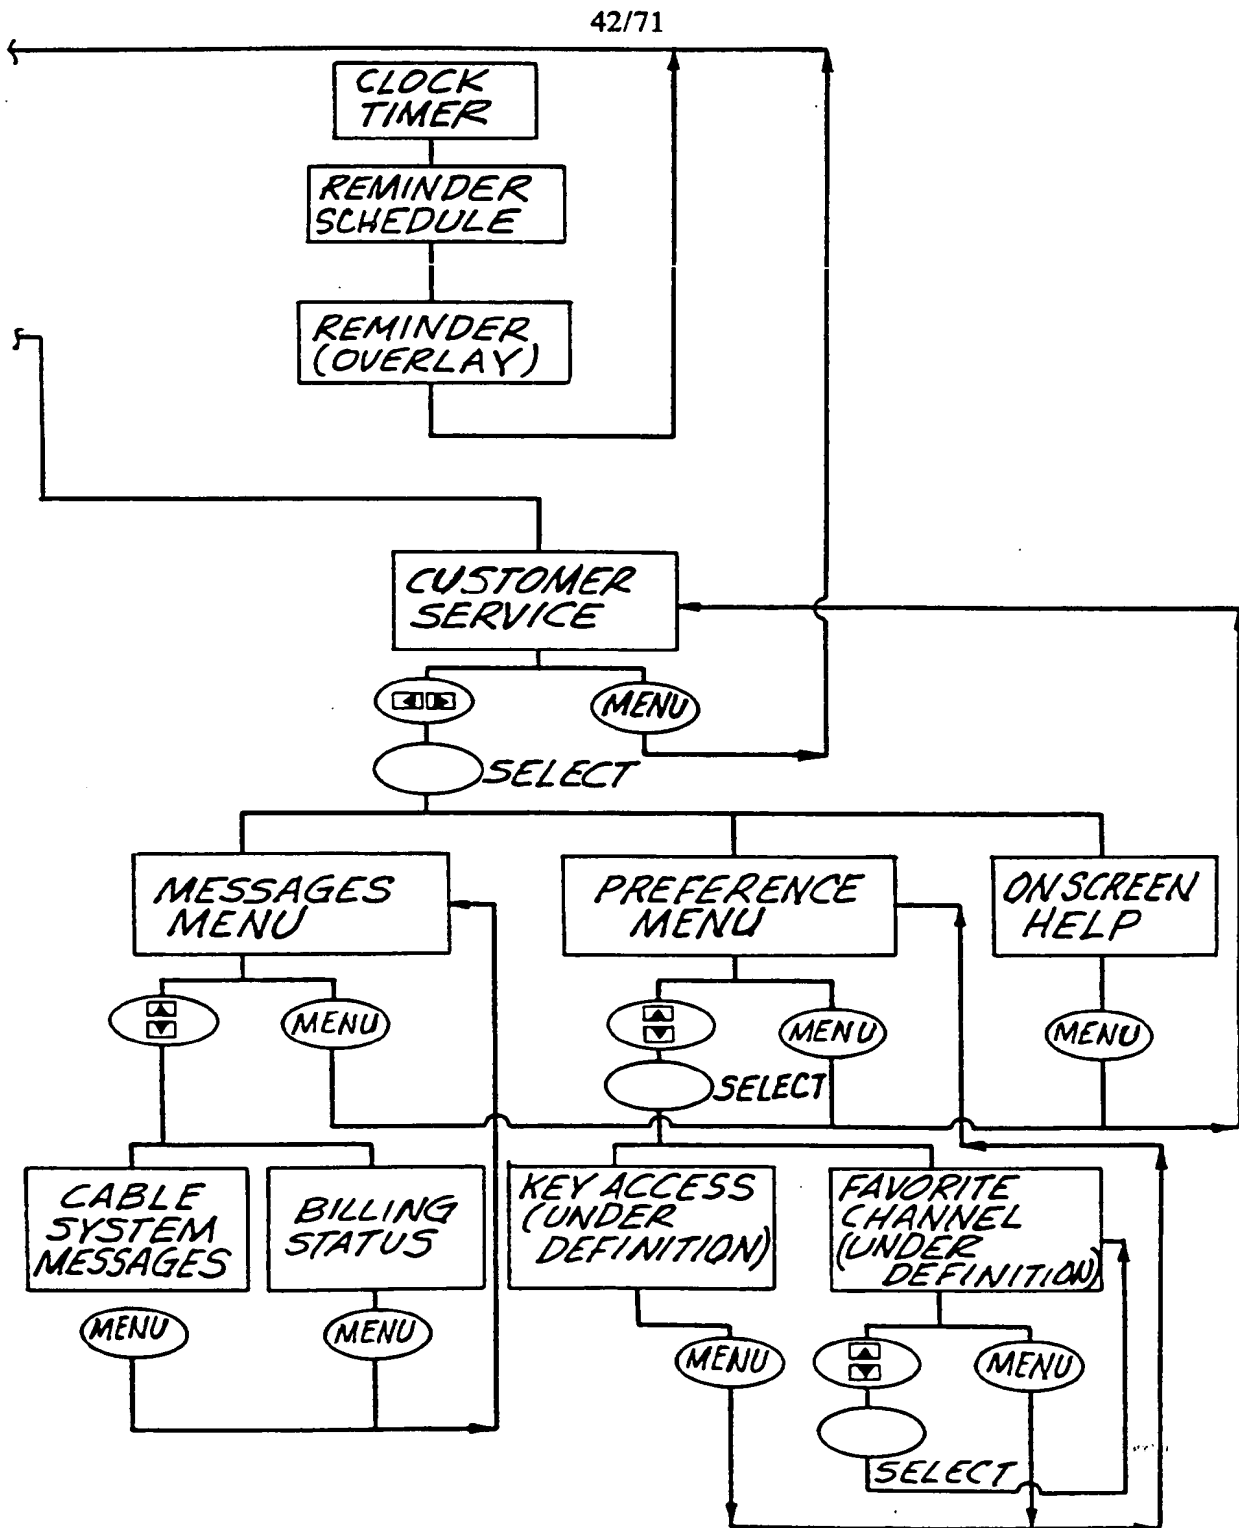 42/71
CLOCK
TIMER
REMINDER
SCHEDULE
REMINDER
(OVERLAY)
CUSTOMER
SERVICE
MENU
SELECT
MESSAGES
MENU
PREFERENCE
MENU
ON SCREEN
HELP
MENU
MENU
MENU
SELECT
CABLE
SYSTEM
MESSAGES
BILLING
STATUS
KEY ACCESS
(UNDER
DEFINITION)
FAVORITE
CHANNEL
(UNDER
DEFINITION)
MENU
MENU
MENU
MENU
SELECT